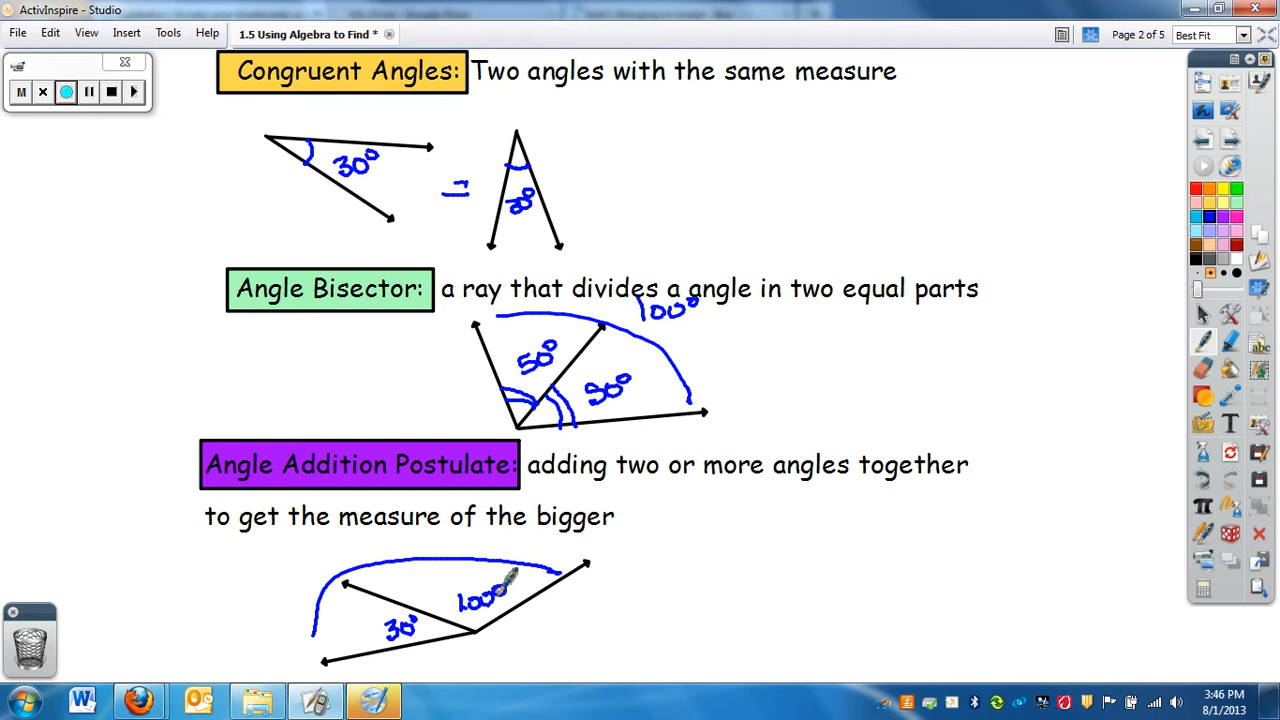 ActivInspire - Studio
File Edit View Insert Tools Help 1.5 Using Algebra to Find * Page 2 of 5 Best Fit
M
Congruent Angles: Two angles with the same measure
30° = 30°
Angle Bisector: a ray that divides a angle in two equal parts
100°
50°
50°
Angle Addition Postulate: adding two or more angles together
to get the measure of the bigger
100°
30°
3:46 PM
8/1/2013